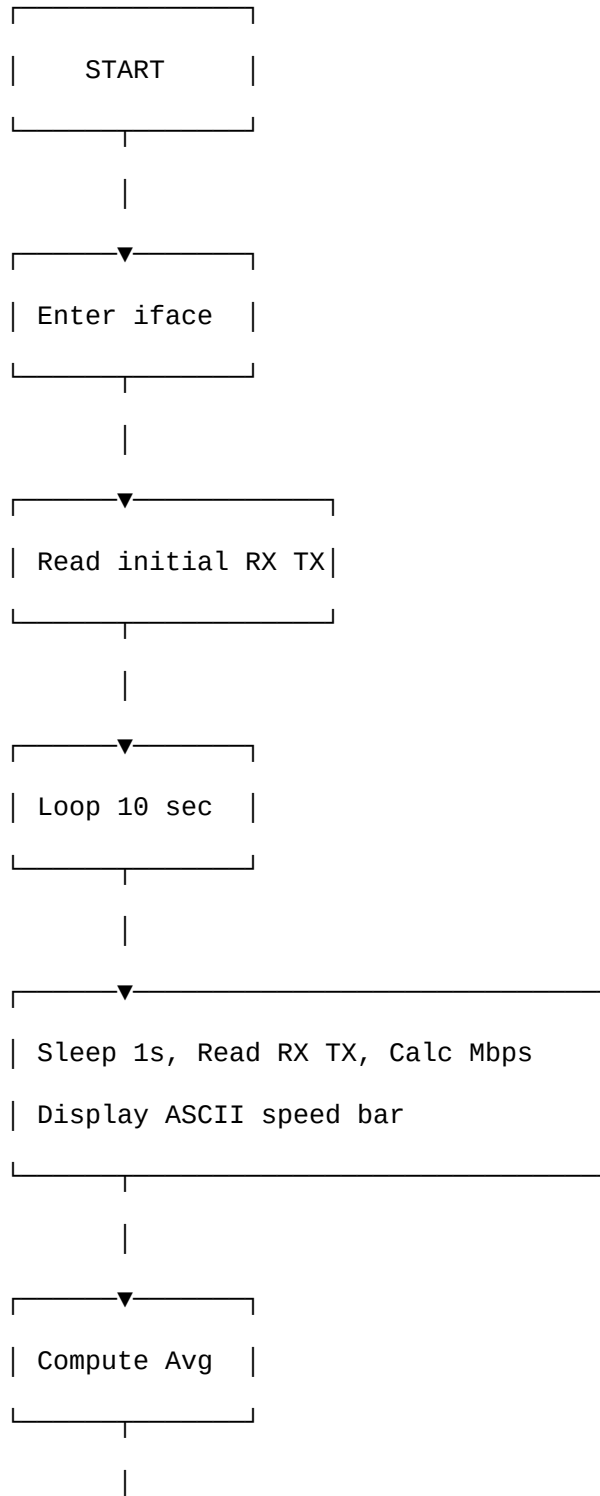 START
Enter iface
Read initial RX TX
Loop 10 sec
Sleep 1s, Read RX TX, Calc Mbps
Display ASCII speed bar
Compute Avg